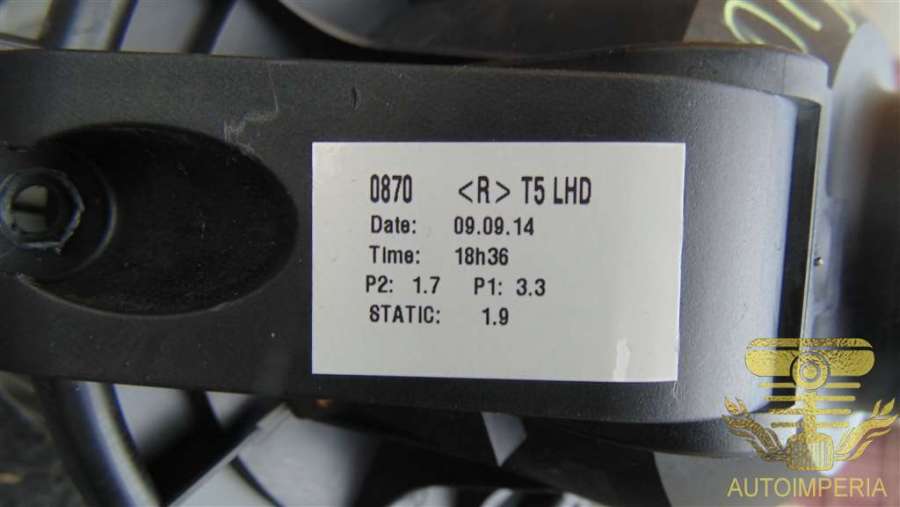 0870 <R> T5 LHD
Date: 09.09.14
Time: 18h36
P2: 1.7 P1: 3.3
STATIC: 1.9
AUTOIMPERIA